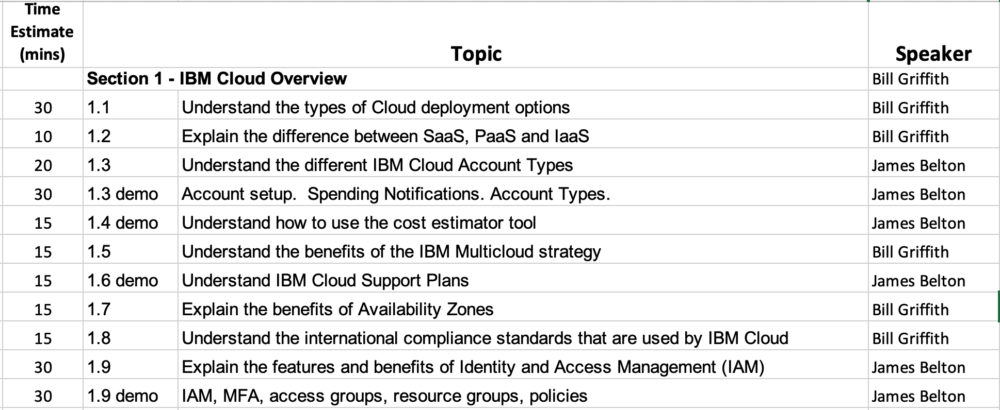 Time Estimate (mins) Topic Speaker
Section 1 - IBM Cloud Overview Bill Griffith
30 1.1 Understand the types of Cloud deployment options Bill Griffith
10 1.2 Explain the difference between SaaS, PaaS and IaaS Bill Griffith
20 1.3 Understand the different IBM Cloud Account Types James Belton
30 1.3 demo Account setup.  Spending Notifications. Account Types. James Belton
15 1.4 demo Understand how to use the cost estimator tool James Belton
15 1.5 Understand the benefits of the IBM Multicloud strategy Bill Griffith
15 1.6 demo Understand IBM Cloud Support Plans James Belton
15 1.7 Explain the benefits of Availability Zones Bill Griffith
15 1.8 Understand the international compliance standards that are used by IBM Cloud Bill Griffith
30 1.9 Explain the features and benefits of Identity and Access Management (IAM) James Belton
30 1.9 demo IAM, MFA, access groups, resource groups, policies James Belton